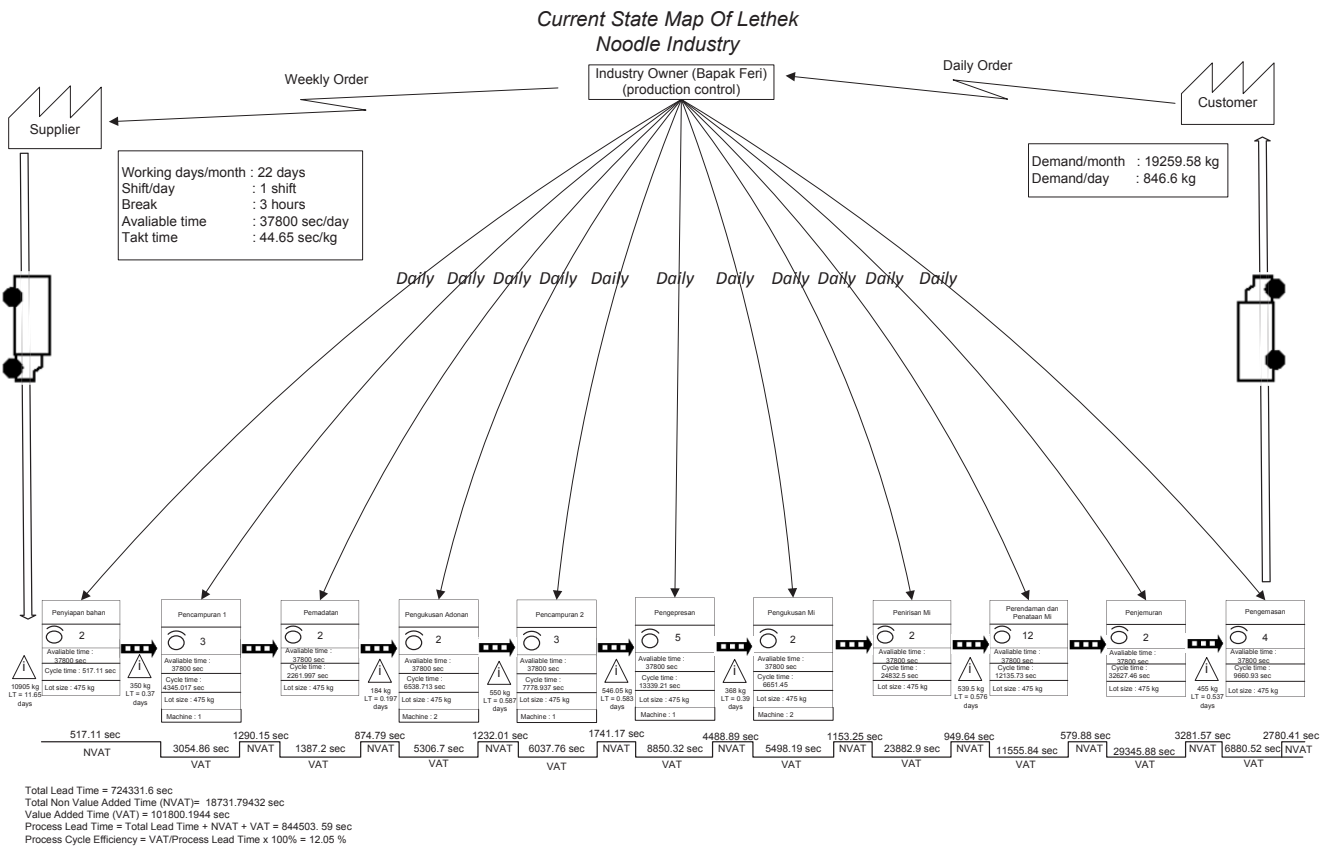 Current State Map Of Lethek
Noodle Industry
Weekly Order
Industry Owner (Bapak Feri)
(production control)
Daily Order
Supplier
Customer
Working days/month : 22 days
Shift/day : 1 shift
Break : 3 hours
Avaliable time : 37800 sec/day
Takt time : 44.65 sec/kg
Demand/month : 19259.58 kg
Demand/day : 846.6 kg
Daily Daily Daily Daily Daily Daily Daily Daily Daily Daily Daily
i
10905 kg
LT = 11.65
days
Penyiapan bahan
2
Avaliable time :
37800 sec
Cycle time : 517.11 sec
Lot size : 475 kg
i
350 kg
LT = 0.37
days
Pencampuran 1
3
Avaliable time :
37800 sec
Cycle time :
4345.017 sec
Lot size : 475 kg
Machine : 1
Pemadatan
2
Avaliable time :
37800 sec
Cycle time :
2261.997 sec
Lot size : 475 kg
i
184 kg
LT = 0.197
days
Pengukusan Adonan
2
Avaliable time :
37800 sec
Cycle time :
6538.713 sec
Lot size : 475 kg
Machine : 2
i
550 kg
LT = 0.587
days
Pencampuran 2
3
Avaliable time :
37800 sec
Cycle time :
7778.937 sec
Lot size : 475 kg
Machine : 1
i
546.05 kg
LT = 0.583
days
Pengepresan
5
Avaliable time :
37800 sec
Cycle time :
13339.21 sec
Lot size : 475 kg
Machine : 1
i
368 kg
LT = 0.39
days
Pengukusan Mi
2
Avaliable time :
37800 sec
Cycle time :
6651.45
Lot size : 475 kg
Machine : 2
Penirisan Mi
2
Avaliable time :
37800 sec
Cycle time :
24832.5 sec
Lot size : 475 kg
i
539.5 kg
LT = 0.576
days
Perendaman dan
Penataan Mi
12
Avaliable time :
37800 sec
Cycle time :
12135.73 sec
Lot size : 475 kg
Penjemuran
2
Avaliable time :
37800 sec
Cycle time :
32627.46 sec
Lot size : 475 kg
i
455 kg
LT = 0.537
days
Pengemasan
4
Avaliable time :
37800 sec
Cycle time :
9660.93 sec
Lot size : 475 kg
517.11 sec
NVAT
3054.86 sec
VAT
1290.15 sec
NVAT
1387.2 sec
VAT
874.79 sec
NVAT
5306.7 sec
VAT
1232.01 sec
NVAT
6037.76 sec
VAT
1741.17 sec
NVAT
8850.32 sec
VAT
4488.89 sec
NVAT
5498.19 sec
VAT
1153.25 sec
NVAT
23882.9 sec
VAT
949.64 sec
NVAT
11555.84 sec
VAT
579.88 sec
NVAT
29345.88 sec
VAT
3281.57 sec
NVAT
6880.52 sec
VAT
2780.41 sec
NVAT
Total Lead Time = 724331.6 sec
Total Non Value Added Time (NVAT)= 18731.79432 sec
Value Added Time (VAT) = 101800.1944 sec
Process Lead Time = Total Lead Time + NVAT + VAT = 844503. 59 sec
Process Cycle Efficiency = VAT/Process Lead Time x 100% = 12.05 %